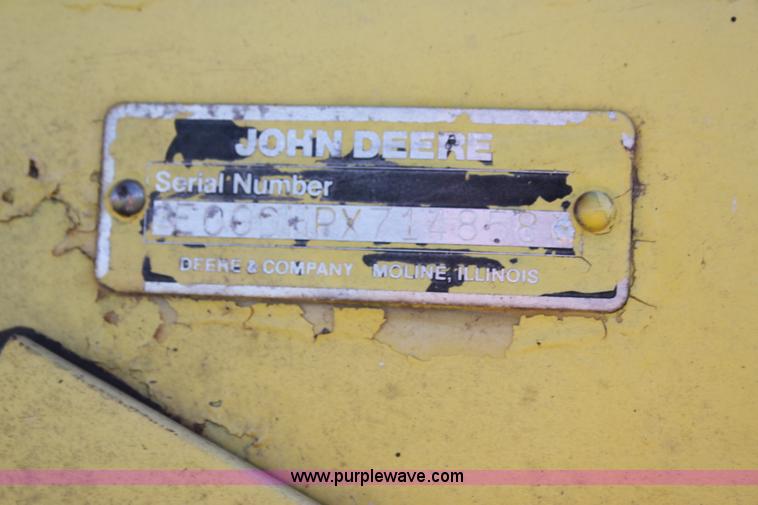 JOHN DEERE
Serial Number
DEERE & COMPANY MOLINE, ILLINOIS
www.purplewave.com